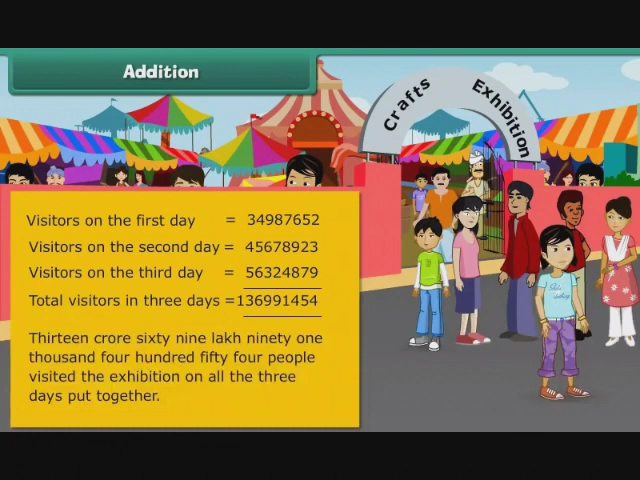 Addition
Crafts Exhibition
Visitors on the first day = 34987652
Visitors on the second day = 45678923
Visitors on the third day = 56324879
Total visitors in three days =136991454
Thirteen crore sixty nine lakh ninety one
thousand four hundred fifty four people
visited the exhibition on all the three
days put together.